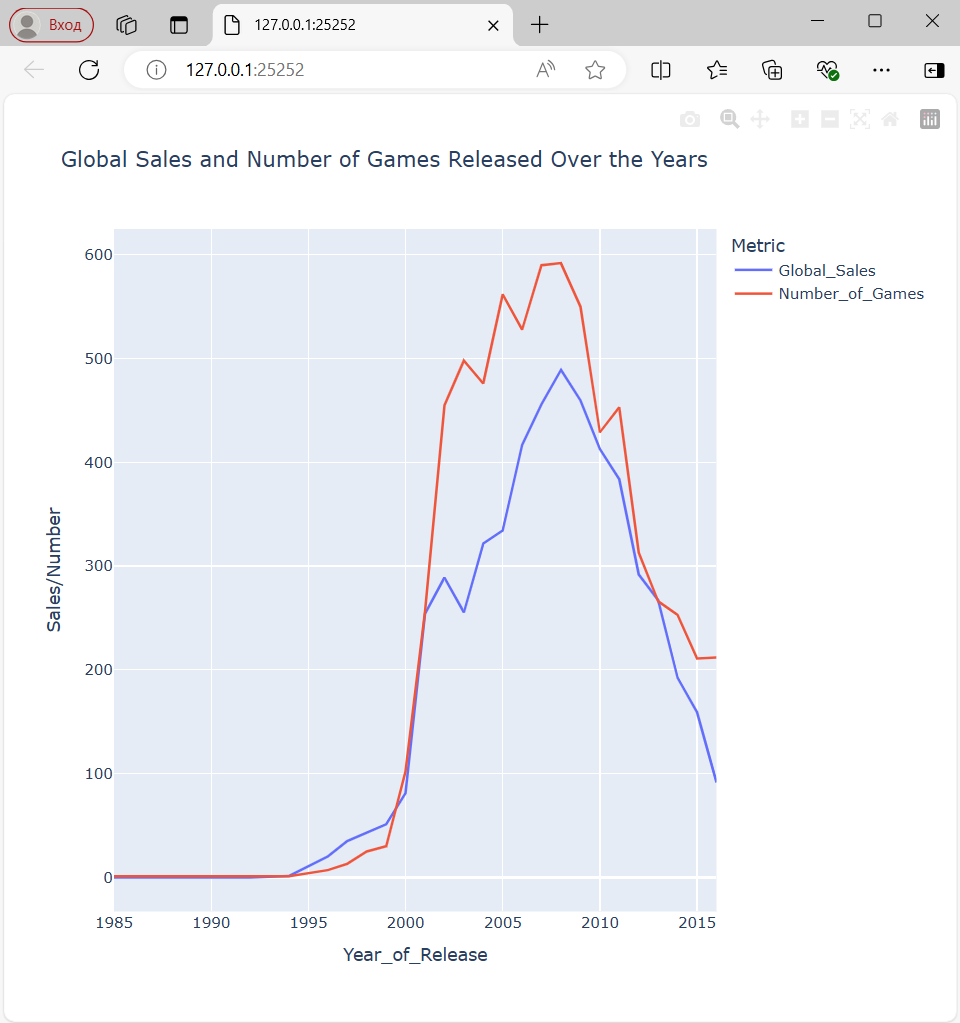 Вход
127.0.0.1:25252
127.0.0.1:25252
Global Sales and Number of Games Released Over the Years
Metric
Global_Sales
Number_of_Games
600
500
400
300
200
100
0
Sales/Number
1985 1990 1995 2000 2005 2010 2015
Year_of_Release